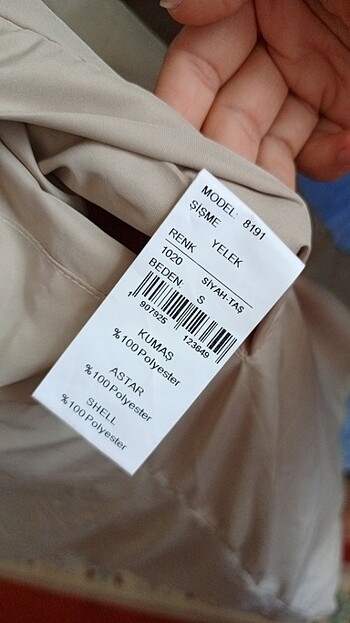 MODEL: 8191
ŞİŞME YELEK
RENK
1020 SİYAH-TAŞ
BEDEN: S
907925 123649
KUMAŞ
%100 Polyester
ASTAR
%100 Polyester
SHELL
%100 Polyester